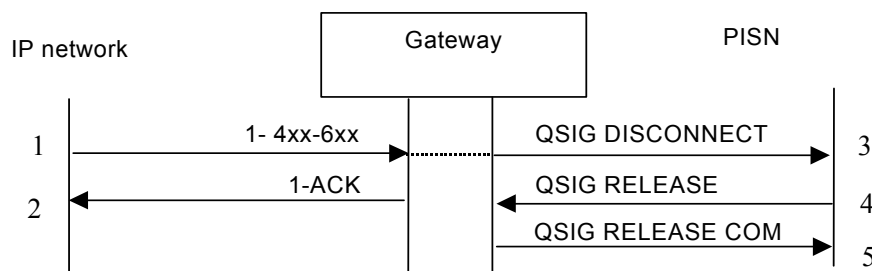 IP network
Gateway
PISN
1
1- 4xx-6xx
QSIG DISCONNECT
3
2
1-ACK
QSIG RELEASE
4
QSIG RELEASE COM
5